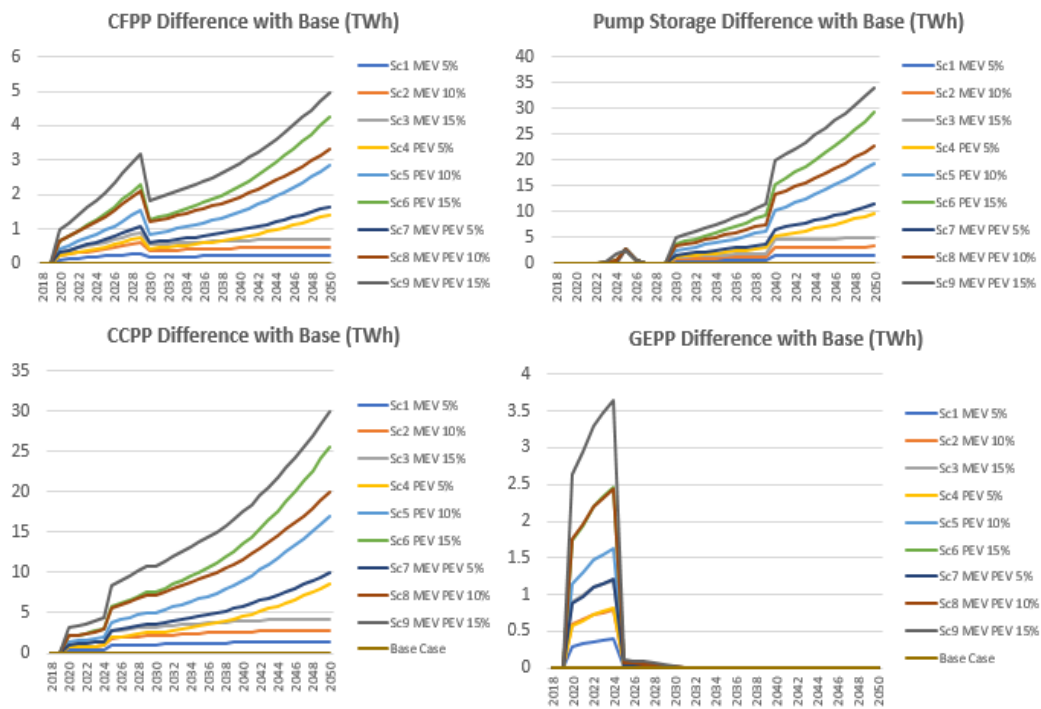 CFPP Difference with Base (TWh)
6
5
4
3
2
1
0
2018
2020
2022
2024
2026
2028
2030
2032
2034
2036
2038
2040
2042
2044
2046
2048
2050
Sc1 MEV 5%
Sc2 MEV 10%
Sc3 MEV 15%
Sc4 PEV 5%
Sc5 PEV 10%
Sc6 PEV 15%
Sc7 MEV PEV 5%
Sc8 MEV PEV 10%
Sc9 MEV PEV 15%
Pump Storage Difference with Base (TWh)
40
35
30
25
20
15
10
5
0
2018
2020
2022
2024
2026
2028
2030
2032
2034
2036
2038
2040
2042
2044
2046
2048
2050
Sc1 MEV 5%
Sc2 MEV 10%
Sc3 MEV 15%
Sc4 PEV 5%
Sc5 PEV 10%
Sc6 PEV 15%
Sc7 MEV PEV 5%
Sc8 MEV PEV 10%
Sc9 MEV PEV 15%
CCPP Difference with Base (TWh)
35
30
25
20
15
10
5
0
2018
2020
2022
2024
2026
2028
2030
2032
2034
2036
2038
2040
2042
2044
2046
2048
2050
Sc1 MEV 5%
Sc2 MEV 10%
Sc3 MEV 15%
Sc4 PEV 5%
Sc5 PEV 10%
Sc6 PEV 15%
Sc7 MEV PEV 5%
Sc8 MEV PEV 10%
Sc9 MEV PEV 15%
Base Case
GEPP Difference with Base (TWh)
4
3.5
3
2.5
2
1.5
1
0.5
0
2018
2020
2022
2024
2026
2028
2030
2032
2034
2036
2038
2040
2042
2044
2046
2048
2050
Sc1 MEV 5%
Sc2 MEV 10%
Sc3 MEV 15%
Sc4 PEV 5%
Sc5 PEV 10%
Sc6 PEV 15%
Sc7 MEV PEV 5%
Sc8 MEV PEV 10%
Sc9 MEV PEV 15%
Base Case